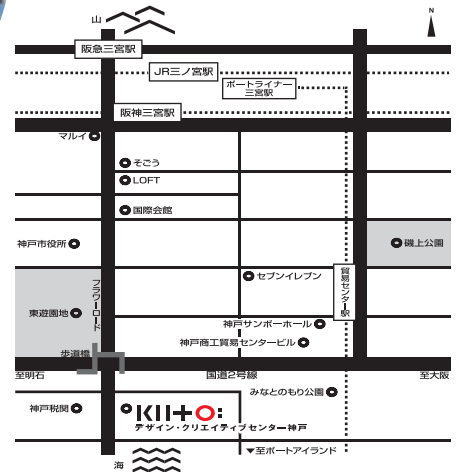 山
N
阪急三宮駅
JR三ノ宮駅
ポートライナー
三宮駅
阪神三宮駅
マルイ
そごう
LOFT
国際会館
神戸市役所
磯上公園
セブンイレブン
貿易センター駅
フラワーロード
東遊園地
神戸サンボーホール
神戸商工貿易センタービル
歩道橋
至明石
国道2号線
至大阪
みなとのもり公園
神戸税関
KIITO:
デザイン・クリエイティブセンター神戸
▼至ポートアイランド
海